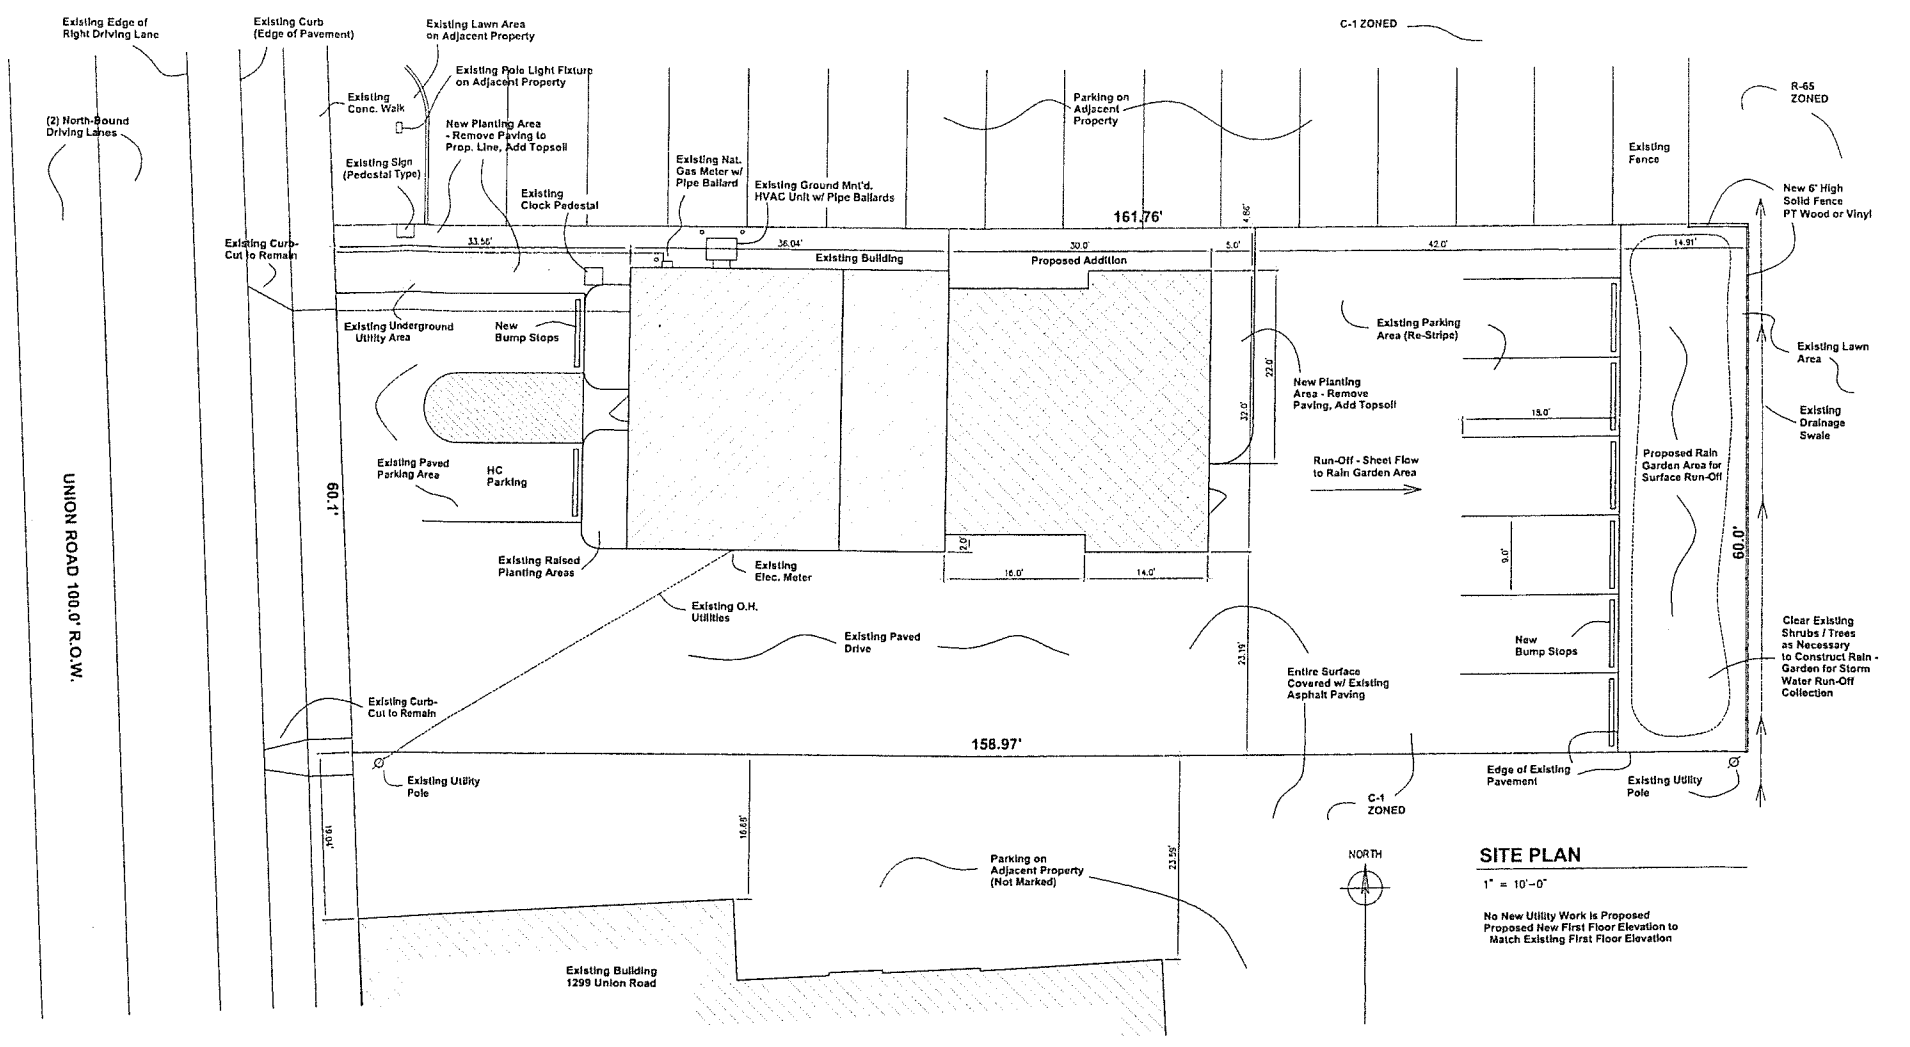 Existing Edge of
Right Driving Lane
Existing Curb
(Edge of Pavement)
Existing Lawn Area
on Adjacent Property
C-1 ZONED
Existing Pole Light Fixture
on Adjacent Property
Existing
Conc. Walk
(2) North-Bound
Driving Lanes
New Planting Area
- Remove Paving to
Prop. Line, Add Topsoil
Parking on
Adjacent
Property
R-65
ZONED
Existing
Fence
Existing Sign
(Pedestal Type)
Existing Nat.
Gas Meter w/
Pipe Ballard
Existing Ground Mnt'd.
HVAC Unit w/ Pipe Ballards
Existing
Clock Pedestal
New 6' High
Solid Fence
PT Wood or Vinyl
161.76'
4.86'
Existing Curb-
Cut to Remain
33.56'
36.04'
30.0'
5.0'
42.0'
14.91'
Existing Building
Proposed Addition
Existing Underground
Utility Area
New
Bump Stops
Existing Parking
Area (Re-Stripe)
Existing Lawn
Area
22.0'
32.0'
New Planting
Area - Remove
Paving, Add Topsoil
18.0'
Existing
Drainage
Swale
Existing Paved
Parking Area
HC
Parking
Run-Off - Sheet Flow
to Rain Garden Area
Proposed Rain
Garden Area for
Surface Run-Off
60.1'
UNION ROAD 100.0' R.O.W.
60.0'
9.0'
Existing Raised
Planting Areas
Existing
Elec. Meter
2.0'
16.0'
14.0'
Existing O.H.
Utilities
Existing Paved
Drive
23.19'
Entire Surface
Covered w/ Existing
Asphalt Paving
New
Bump Stops
Clear Existing
Shrubs / Trees
as Necessary
to Construct Rain -
Garden for Storm
Water Run-Off
Collection
Existing Curb-
Cut to Remain
158.97'
Existing Utility
Pole
Edge of Existing
Pavement
Existing Utility
Pole
C-1
ZONED
19.04'
16.68'
23.59'
Parking on
Adjacent Property
(Not Marked)
NORTH
SITE PLAN
1" = 10'-0"
No New Utility Work is Proposed
Proposed New First Floor Elevation to
Match Existing First Floor Elevation
Existing Building
1299 Union Road